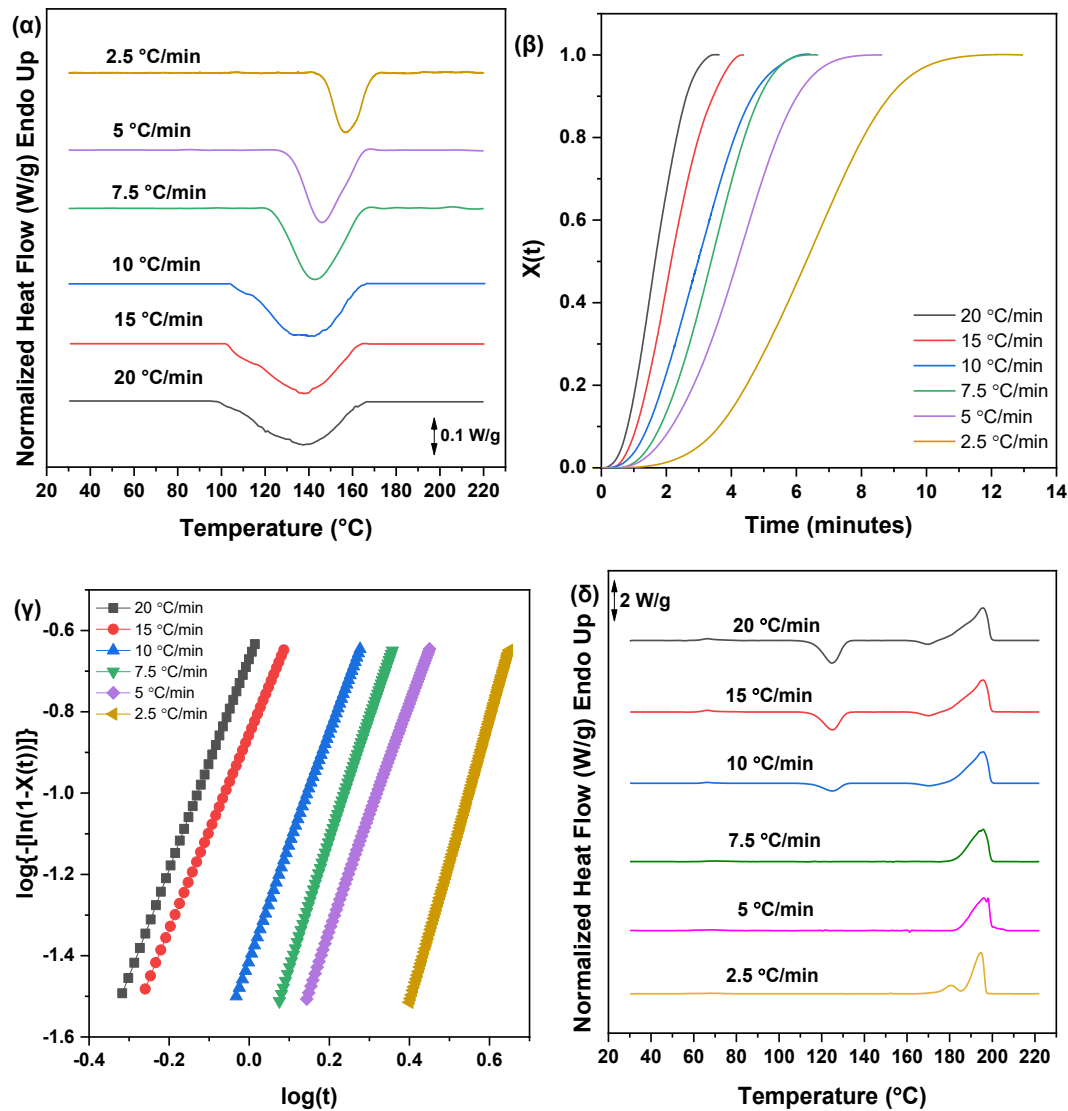 (α)
Normalized Heat Flow (W/g) Endo Up
2.5 °C/min
5 °C/min
7.5 °C/min
10 °C/min
15 °C/min
20 °C/min
0.1 W/g
20 40 60 80 100 120 140 160 180 200 220
Temperature (°C)
(β)
X(t)
1.0
0.8
0.6
0.4
0.2
0.0
20 °C/min
15 °C/min
10 °C/min
7.5 °C/min
5 °C/min
2.5 °C/min
0 2 4 6 8 10 12 14
Time (minutes)
(γ)
log{-[ln(1-X(t))]}
20 °C/min
15 °C/min
10 °C/min
7.5 °C/min
5 °C/min
2.5 °C/min
-0.6
-0.8
-1.0
-1.2
-1.4
-1.6
-0.4 -0.2 0.0 0.2 0.4 0.6
log(t)
(δ)
2 W/g
Normalized Heat Flow (W/g) Endo Up
20 °C/min
15 °C/min
10 °C/min
7.5 °C/min
5 °C/min
2.5 °C/min
20 40 60 80 100 120 140 160 180 200 220
Temperature (°C)